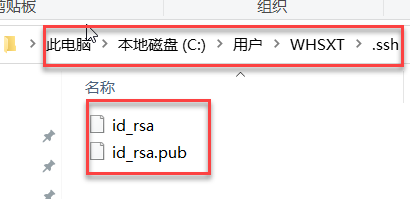 剪贴板 组织
此电脑 > 本地磁盘 (C:) > 用户 > WHSXT > .ssh
名称
id_rsa
id_rsa.pub